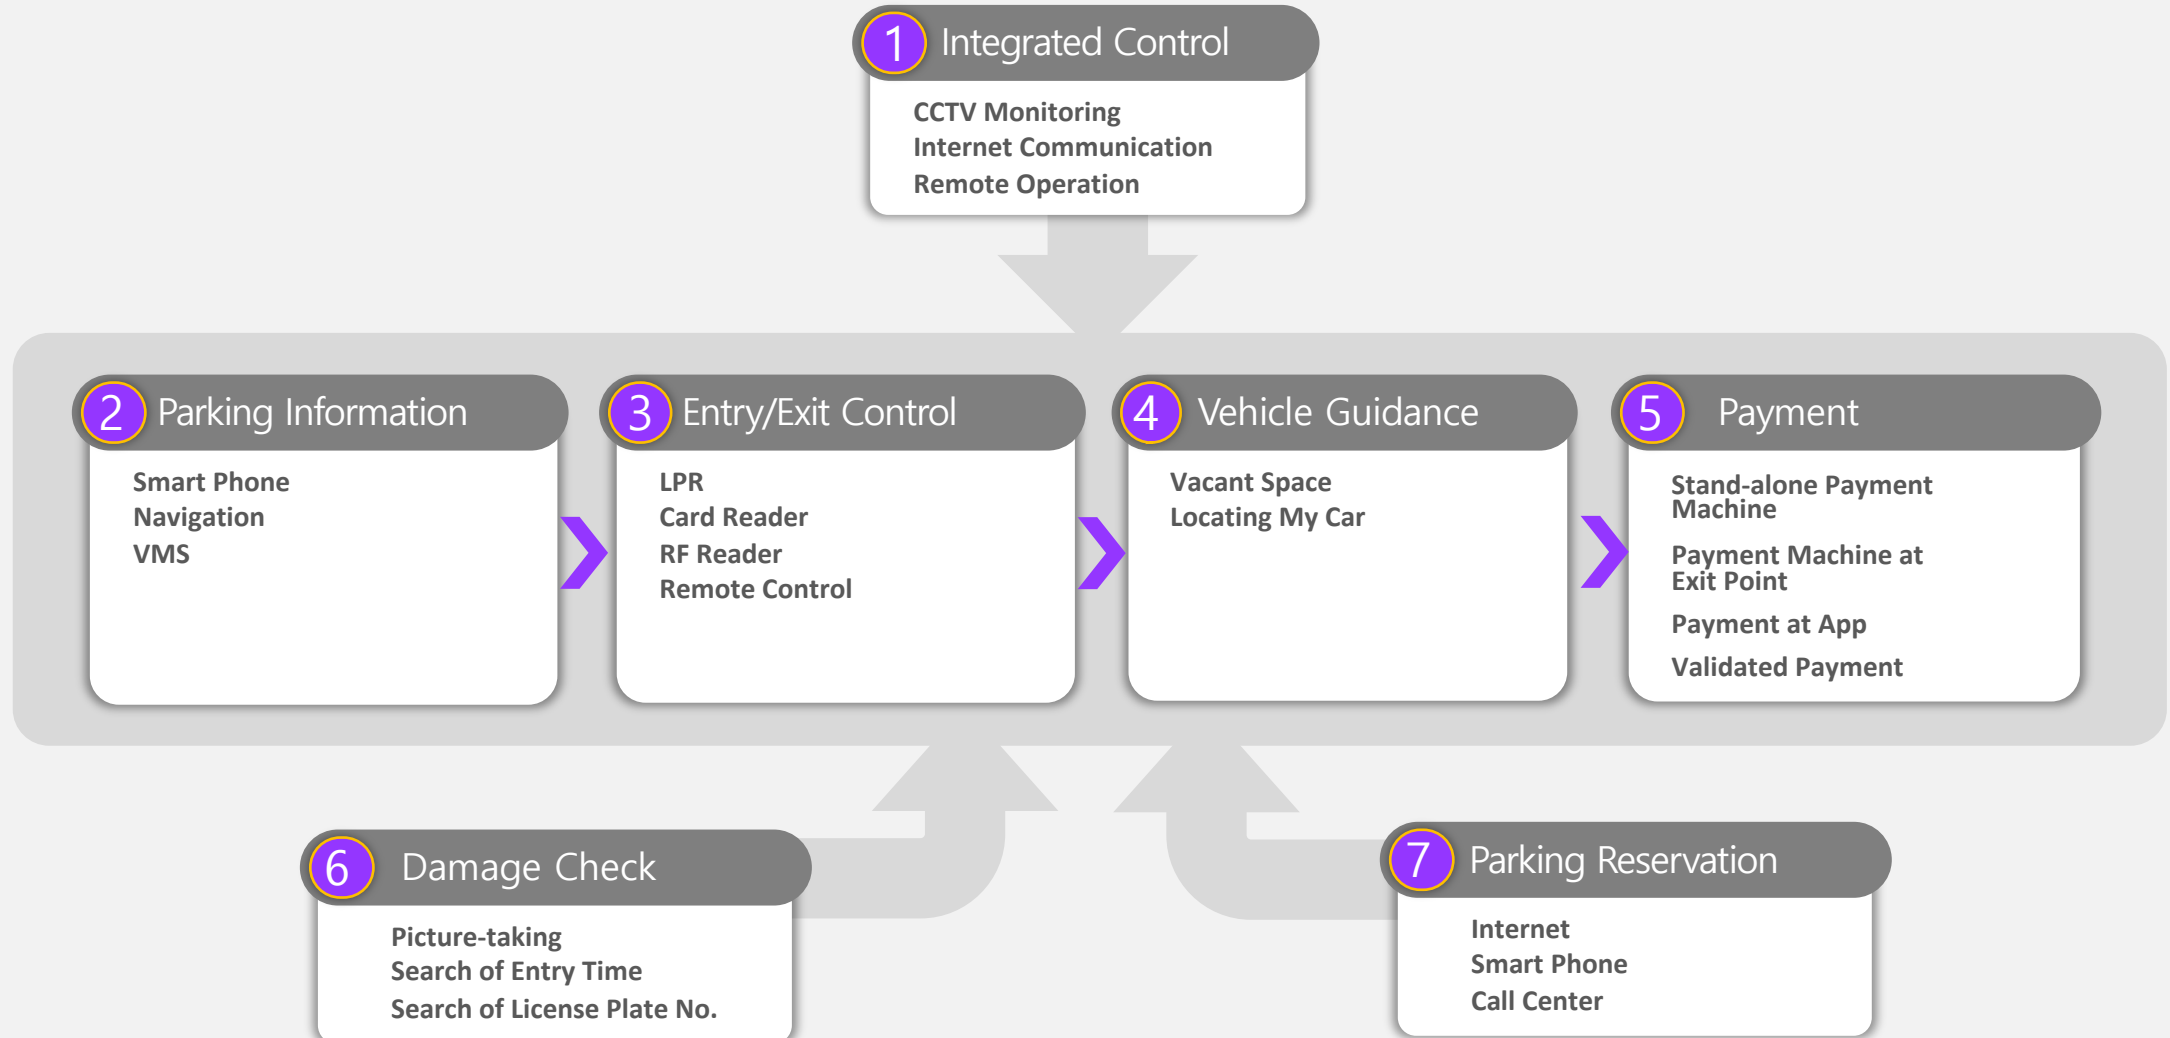 1 Integrated Control
CCTV Monitoring
Internet Communication
Remote Operation
2 Parking Information
Smart Phone
Navigation
VMS
3 Entry/Exit Control
LPR
Card Reader
RF Reader
Remote Control
4 Vehicle Guidance
Vacant Space
Locating My Car
5 Payment
Stand-alone Payment
Machine
Payment Machine at
Exit Point
Payment at App
Validated Payment
6 Damage Check
Picture-taking
Search of Entry Time
Search of License Plate No.
7 Parking Reservation
Internet
Smart Phone
Call Center